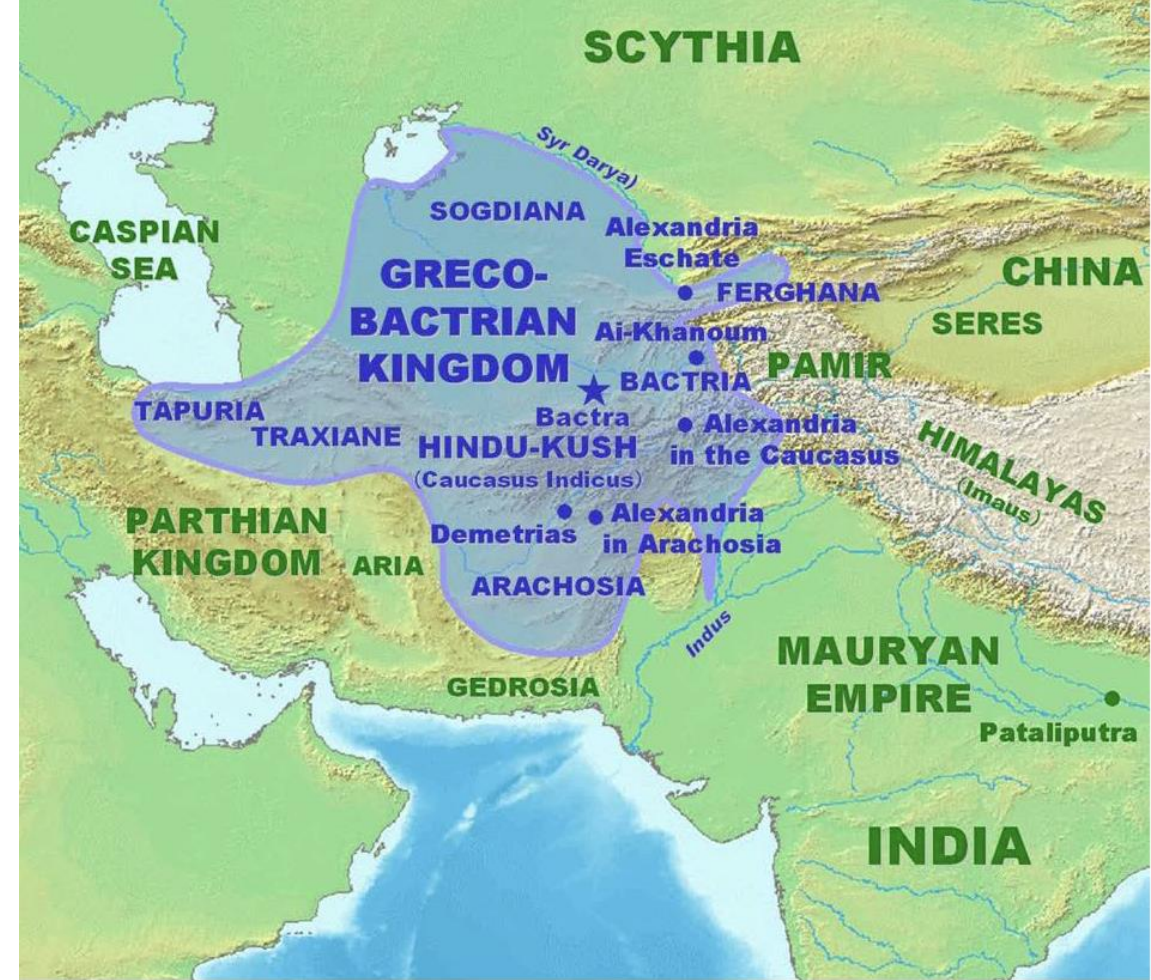 SCYTHIA
Syr Darya)
SOGDIANA
CASPIAN
SEA
Alexandria
Eschate
GRECO-
BACTRIAN
KINGDOM
FERGHANA
CHINA
SERES
Ai-Khanoum
PAMIR
BACTRIA
Bactra
TAPURIA
TRAXIANE
HINDU-KUSH
(Caucasus Indicus)
Alexandria
in the Caucasus
HIMALAYAS
(Imaus)
PARTHIAN
KINGDOM
ARIA
Demetrias
Alexandria
in Arachosia
ARACHOSIA
Indus
GEDROSIA
MAURYAN
EMPIRE
Pataliputra
INDIA